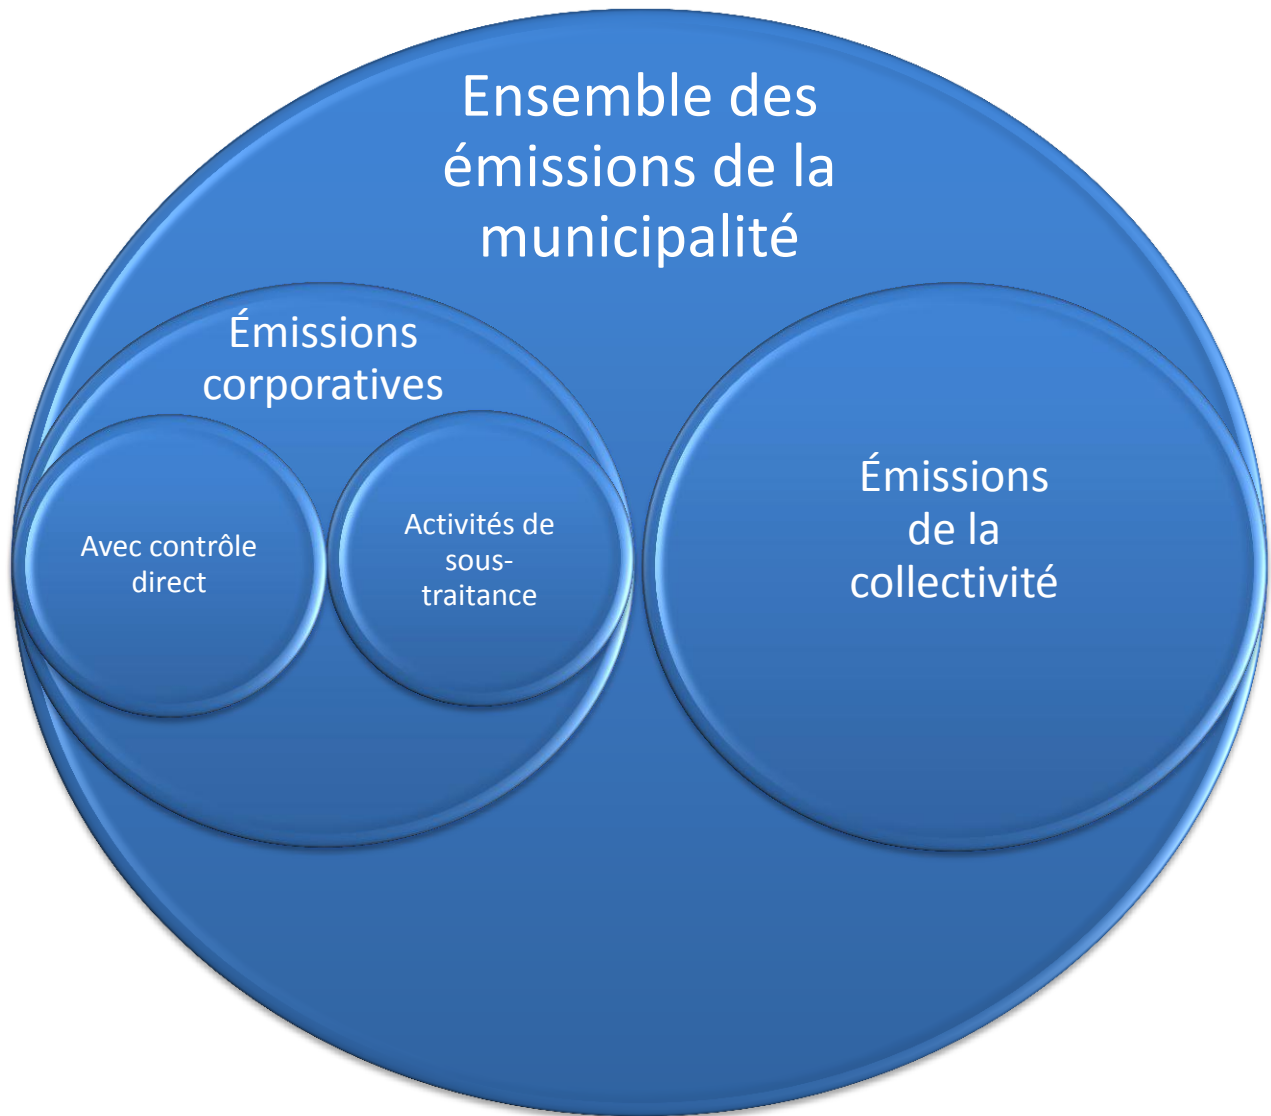 Ensemble des
émissions de la
municipalité
Émissions
corporatives
Avec contrôle
direct
Activités de
sous-
traitance
Émissions
de la
collectivité